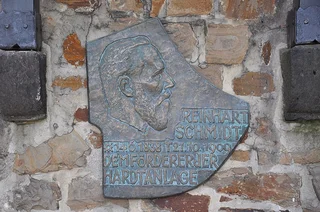 REINHART
SCHMIDT
DEM FÖRDERER DER
HARDTANLAGE